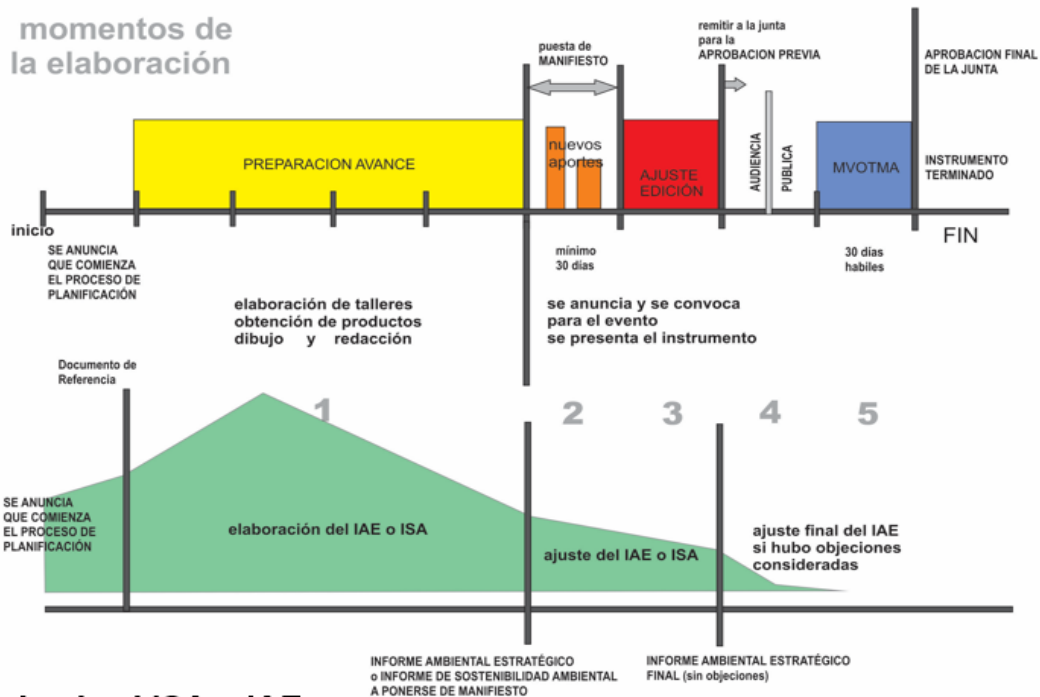 momentos de
la elaboración
puesta de
MANIFIESTO
remitir a la junta
para la
APROBACION PREVIA
APROBACION FINAL
DE LA JUNTA
PREPARACION AVANCE
nuevos
aportes
AJUSTE
EDICIÓN
AUDIENCIA
PUBLICA
MVOTMA
INSTRUMENTO
TERMINADO
inicio
FIN
SE ANUNCIA
QUE COMIENZA
EL PROCESO DE
PLANIFICACIÓN
mínimo
30 días
30 días
habiles
elaboración de talleres
obtención de productos
dibujo y redacción
se anuncia y se convoca
para el evento
se presenta el instrumento
Documento de
Referencia
1
2
3
4
5
SE ANUNCIA
QUE COMIENZA
EL PROCESO DE
PLANIFICACIÓN
elaboración del IAE o ISA
ajuste del IAE o ISA
ajuste final del IAE
si hubo objeciones
consideradas
INFORME AMBIENTAL ESTRATÉGICO
o INFORME DE SOSTENIBILIDAD AMBIENTAL
A PONERSE DE MANIFIESTO
INFORME AMBIENTAL ESTRATÉGICO
FINAL (sin objeciones)